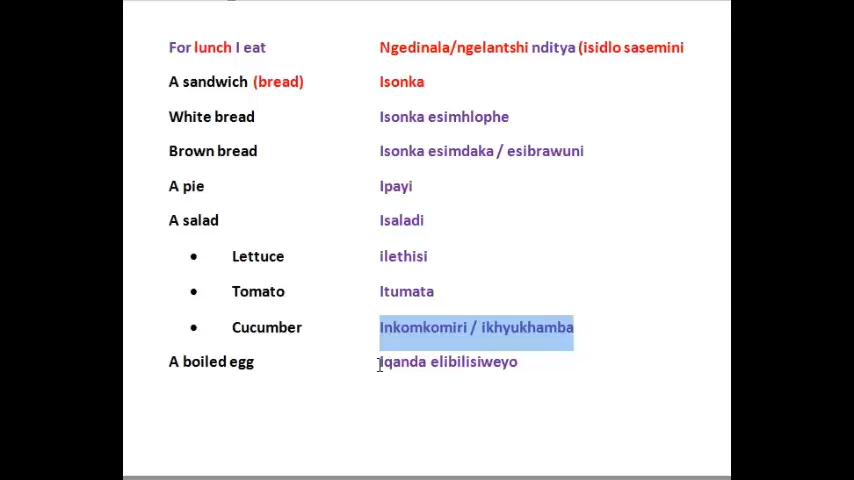 For lunch I eat Ngedinala/ngelantshi nditya (isidlo sasemini
A sandwich (bread) Isonka
White bread Isonka esimhlophe
Brown bread Isonka esimdaka / esibrawuni
A pie Ipayi
A salad Isaladi
• Lettuce ilethisi
• Tomato Itumata
• Cucumber Inkomkomiri / ikhyukhamba
A boiled egg Iqanda elibilisiweyo